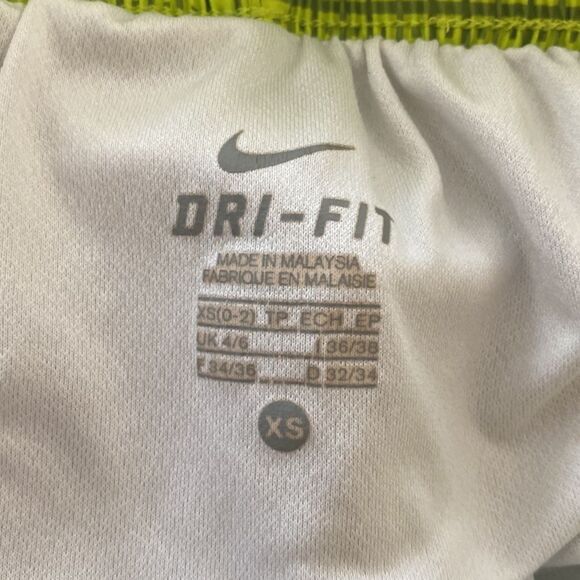 DRI-FIT
MADE IN MALAYSIA
FABRIQUE EN MALAISIE
XS(0-2) TP ECH EP
UK 4/6 I 36/38
F 34/36 D 32/34
XS